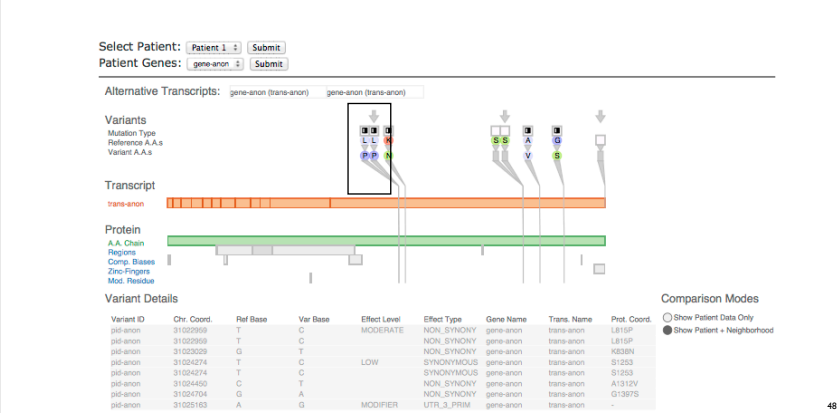 Select Patient: Patient 1 Submit
Patient Genes: gene-anon Submit
Alternative Transcripts: gene-anon (trans-anon) gene-anon (trans-anon)
Variants
Mutation Type
Reference A.A.s L L K S S A G
Variant A.A.s P P N V S
Transcript
trans-anon
Protein
A.A. Chain
Regions
Comp. Biases
Zinc-Fingers
Mod. Residue
Variant Details
Comparison Modes
Variant ID Chr. Coord. Ref Base Var Base Effect Level Effect Type Gene Name Trans. Name Prot. Coord.
Show Patient Data Only
pid-anon 31022959 T C MODERATE NON_SYNONY gene-anon trans-anon L815P
Show Patient + Neighborhood
pid-anon 31022959 T C NON_SYNONY gene-anon trans-anon L815P
pid-anon 31023029 G T NON_SYNONY gene-anon trans-anon K838N
pid-anon 31024274 T C LOW SYNONYMOUS gene-anon trans-anon S1253
pid-anon 31024274 T C SYNONYMOUS gene-anon trans-anon S1253
pid-anon 31024450 C T NON_SYNONY gene-anon trans-anon A1312V
pid-anon 31024704 G A NON_SYNONY gene-anon trans-anon G1397S
pid-anon 31025163 A G MODIFIER UTR_3_PRIM gene-anon trans-anon -
48